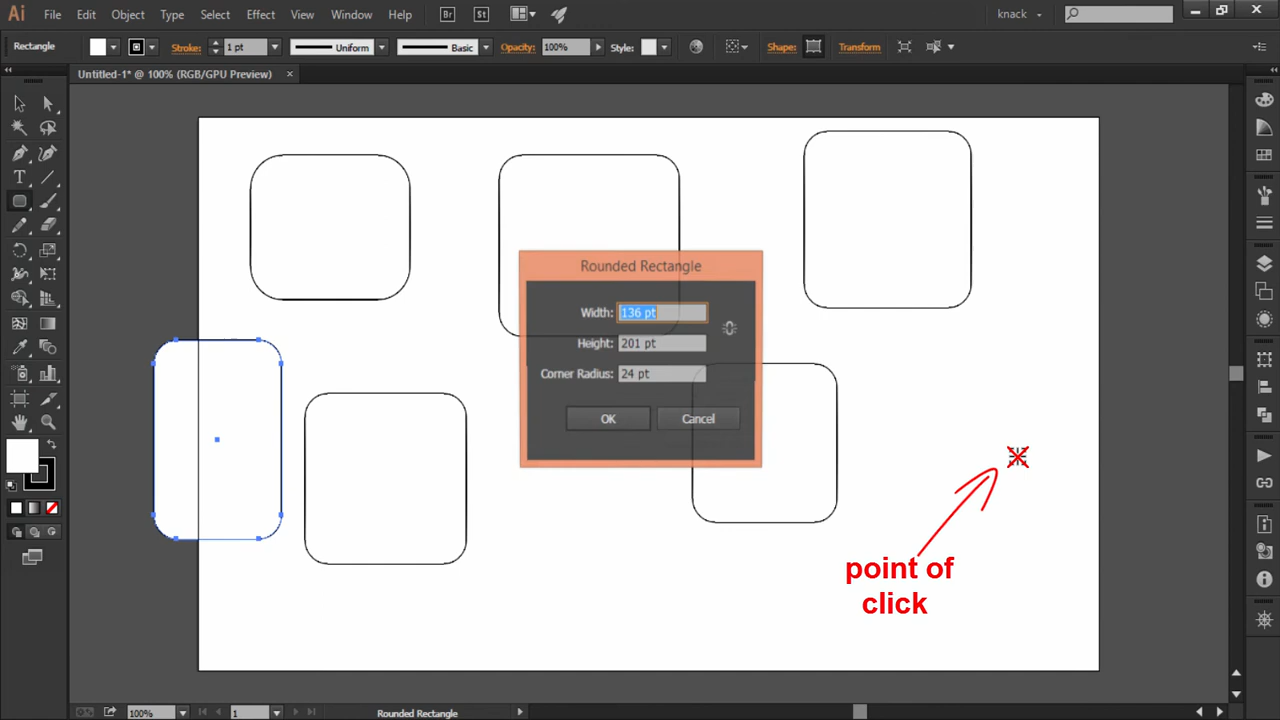 Ai File Edit Object Type Select Effect View Window Help Br St knack
Rectangle Stroke: 1 pt Uniform Basic Opacity: 100% Style: Shape: Transform
Untitled-1* @ 100% (RGB/GPU Preview) ×
Rounded Rectangle
Width: 136 pt
Height: 201 pt
Corner Radius: 24 pt
OK Cancel
point of
click
100% 1 Rounded Rectangle